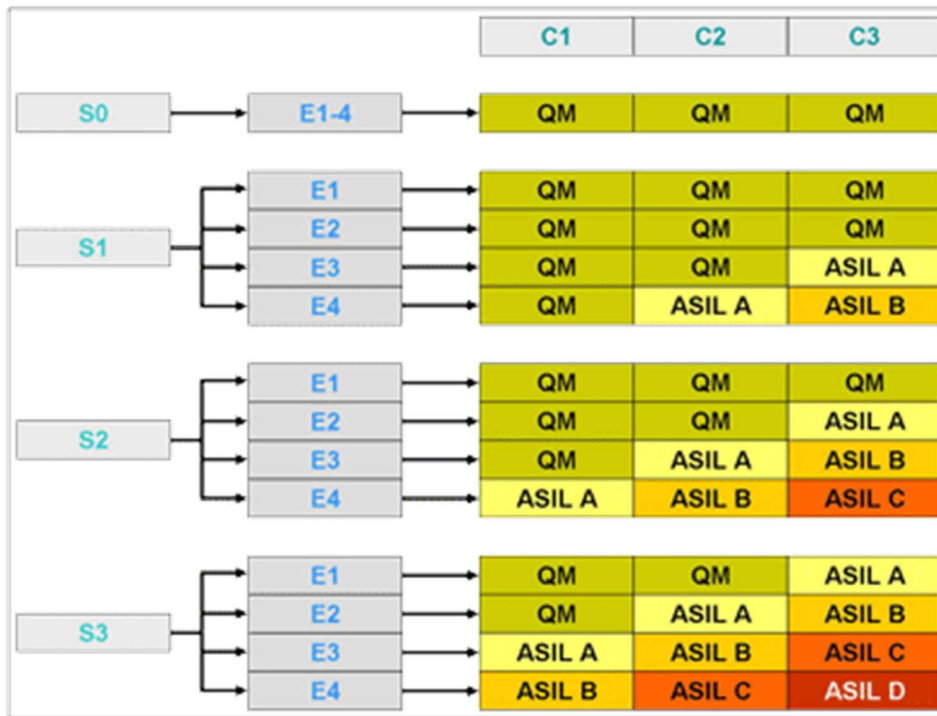 C1 C2 C3
S0 E1-4 QM QM QM
E1 QM QM QM
E2 QM QM QM
S1
E3 QM QM ASIL A
E4 QM ASIL A ASIL B
E1 QM QM QM
E2 QM QM ASIL A
S2
E3 QM ASIL A ASIL B
E4 ASIL A ASIL B ASIL C
E1 QM QM ASIL A
E2 QM ASIL A ASIL B
S3
E3 ASIL A ASIL B ASIL C
E4 ASIL B ASIL C ASIL D